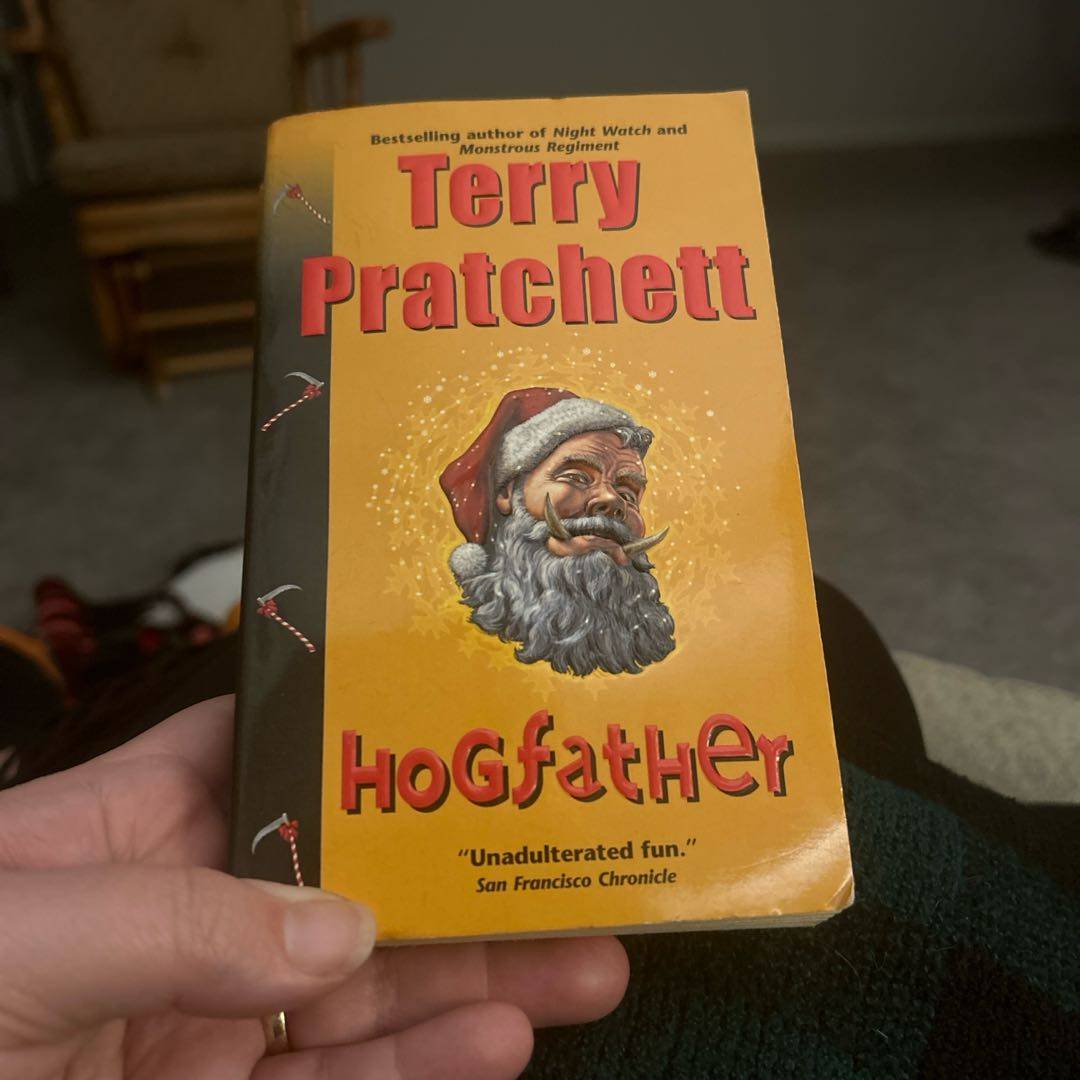 Bestselling author of Night Watch and
Monstrous Regiment
Terry
Pratchett
HoGfatHer
“Unadulterated fun.”
San Francisco Chronicle